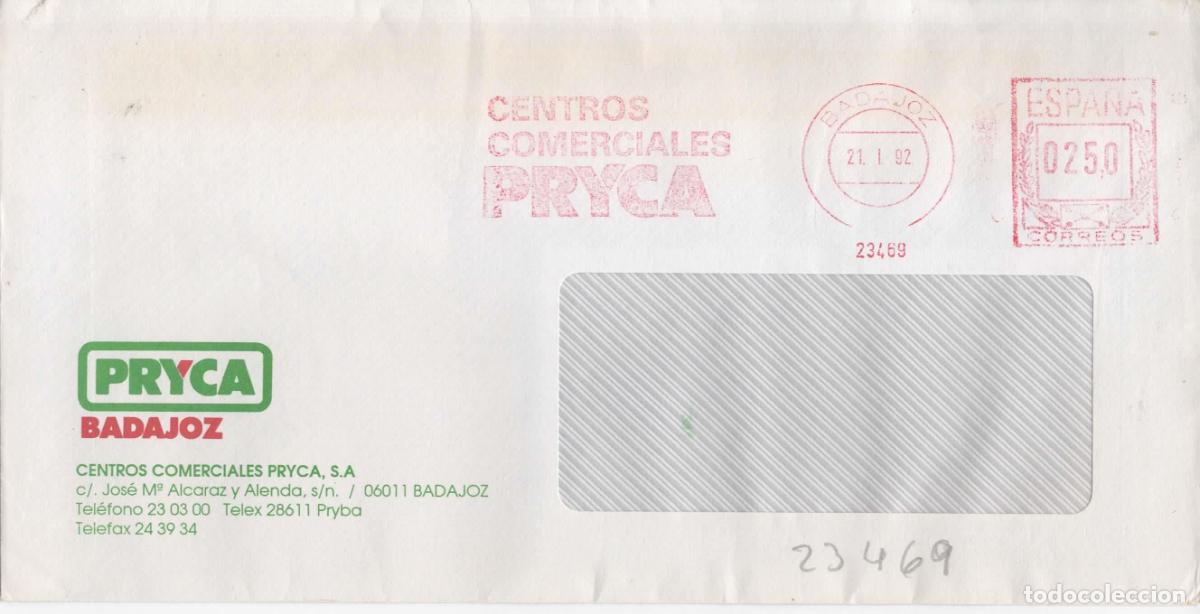 CENTROS
COMERCIALES
PRYCA
BADAJOZ
21. I. 92
23469
ESPAÑA
025,0
CORREOS
PRYCA
BADAJOZ
CENTROS COMERCIALES PRYCA, S.A
c/. José Mª Alcaraz y Alenda, s/n. / 06011 BADAJOZ
Teléfono 23 03 00 Telex 28611 Pryba
Telefax 24 39 34
23469
todocoleccion